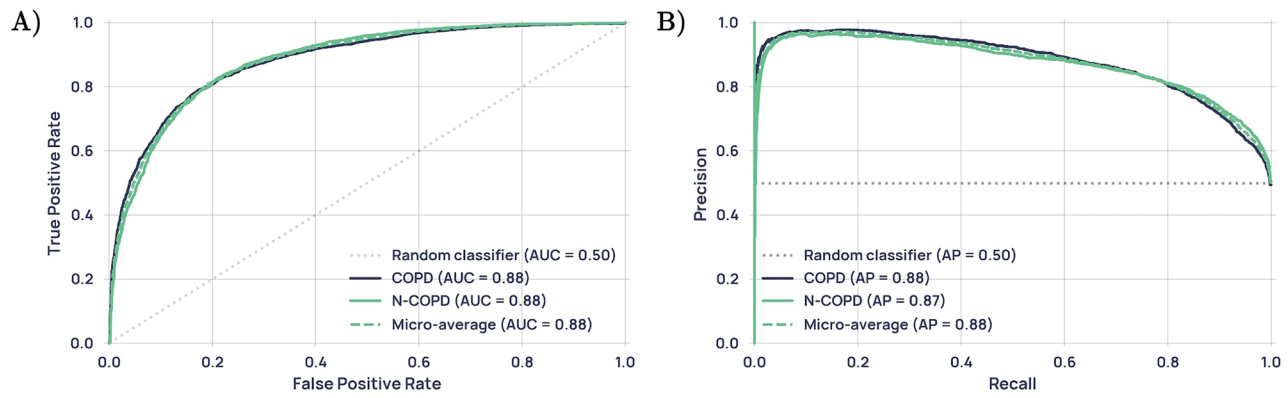 A)
True Positive Rate
1.0
0.8
0.6
0.4
0.2
0.0
Random classifier (AUC = 0.50)
COPD (AUC = 0.88)
N-COPD (AUC = 0.88)
Micro-average (AUC = 0.88)
0.0 0.2 0.4 0.6 0.8 1.0
False Positive Rate
B)
Precision
1.0
0.8
0.6
0.4
0.2
0.0
Random classifier (AP = 0.50)
COPD (AP = 0.88)
N-COPD (AP = 0.87)
Micro-average (AP = 0.88)
0.0 0.2 0.4 0.6 0.8 1.0
Recall